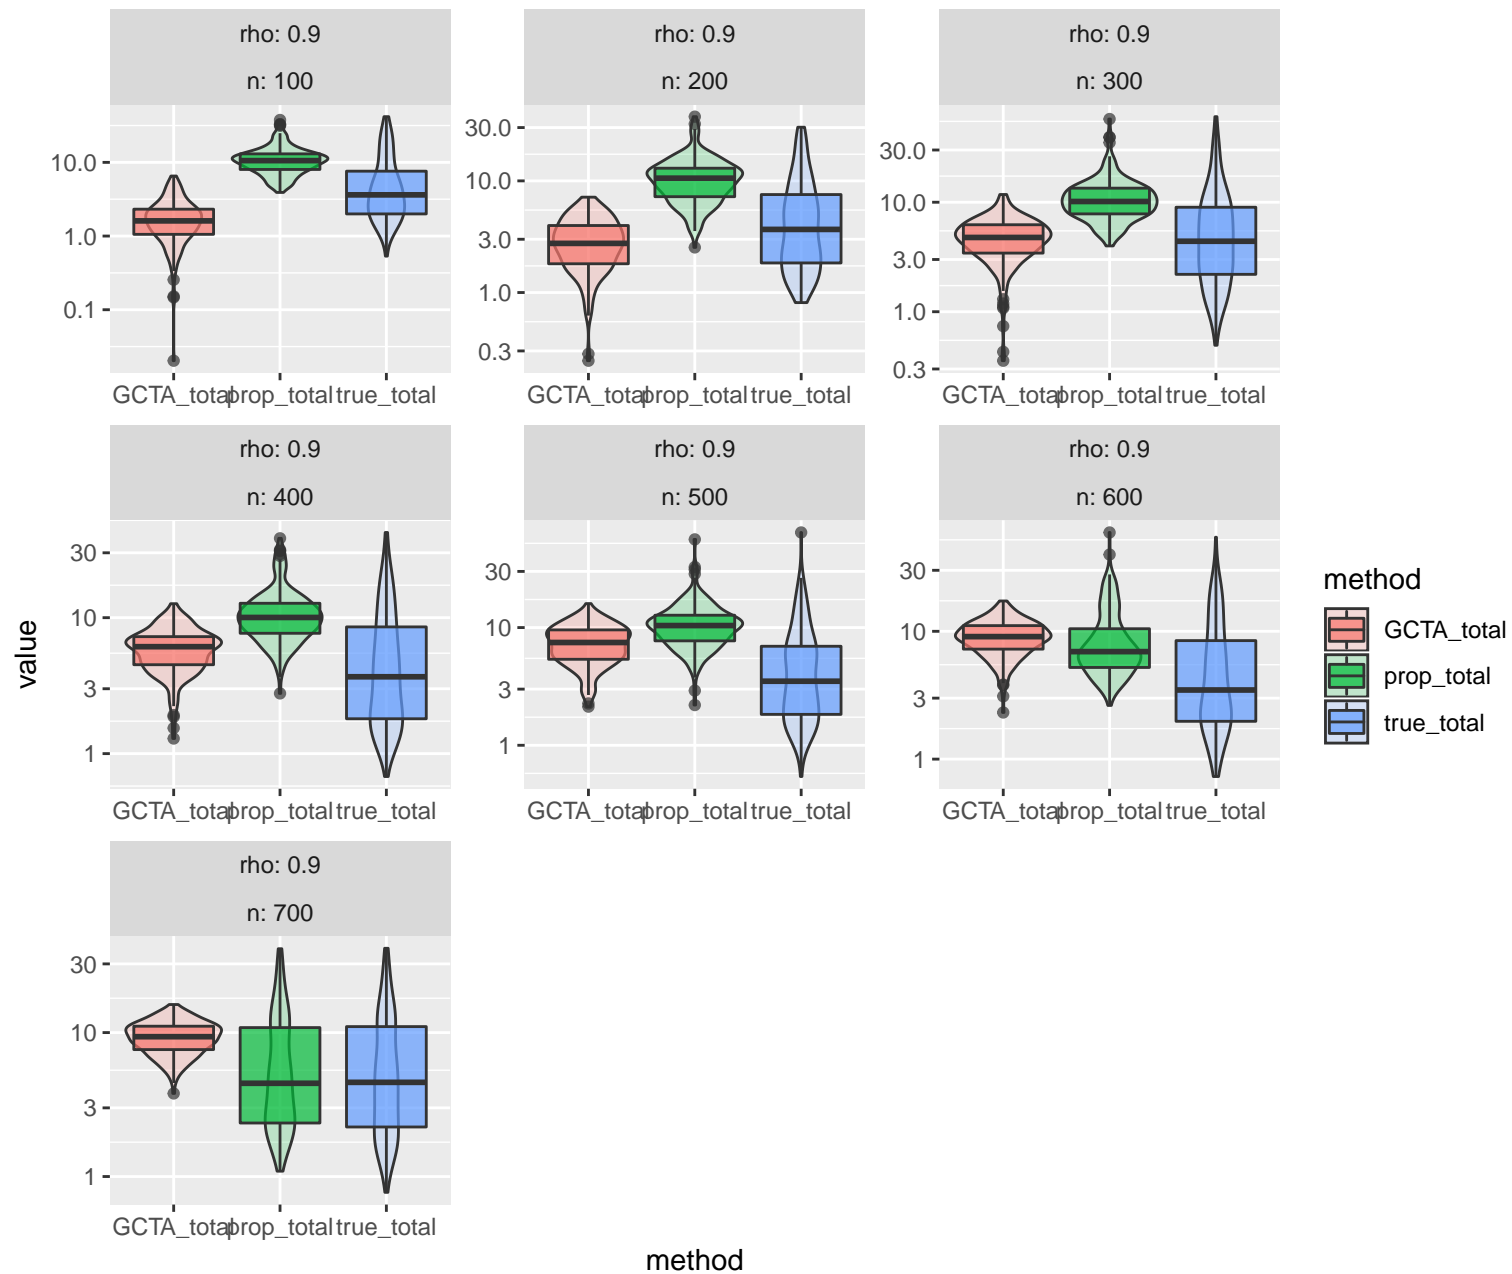 rho: 0.9
n: 100
10.0
1.0
0.1
GCTA_total
prop_total
true_total
rho: 0.9
n: 200
30.0
10.0
3.0
1.0
0.3
GCTA_total
prop_total
true_total
rho: 0.9
n: 300
30.0
10.0
3.0
1.0
0.3
GCTA_total
prop_total
true_total
value
rho: 0.9
n: 400
30
10
3
1
GCTA_total
prop_total
true_total
rho: 0.9
n: 500
30
10
3
1
GCTA_total
prop_total
true_total
rho: 0.9
n: 600
30
10
3
1
GCTA_total
prop_total
true_total
method
GCTA_total
prop_total
true_total
rho: 0.9
n: 700
30
10
3
1
GCTA_total
prop_total
true_total
method